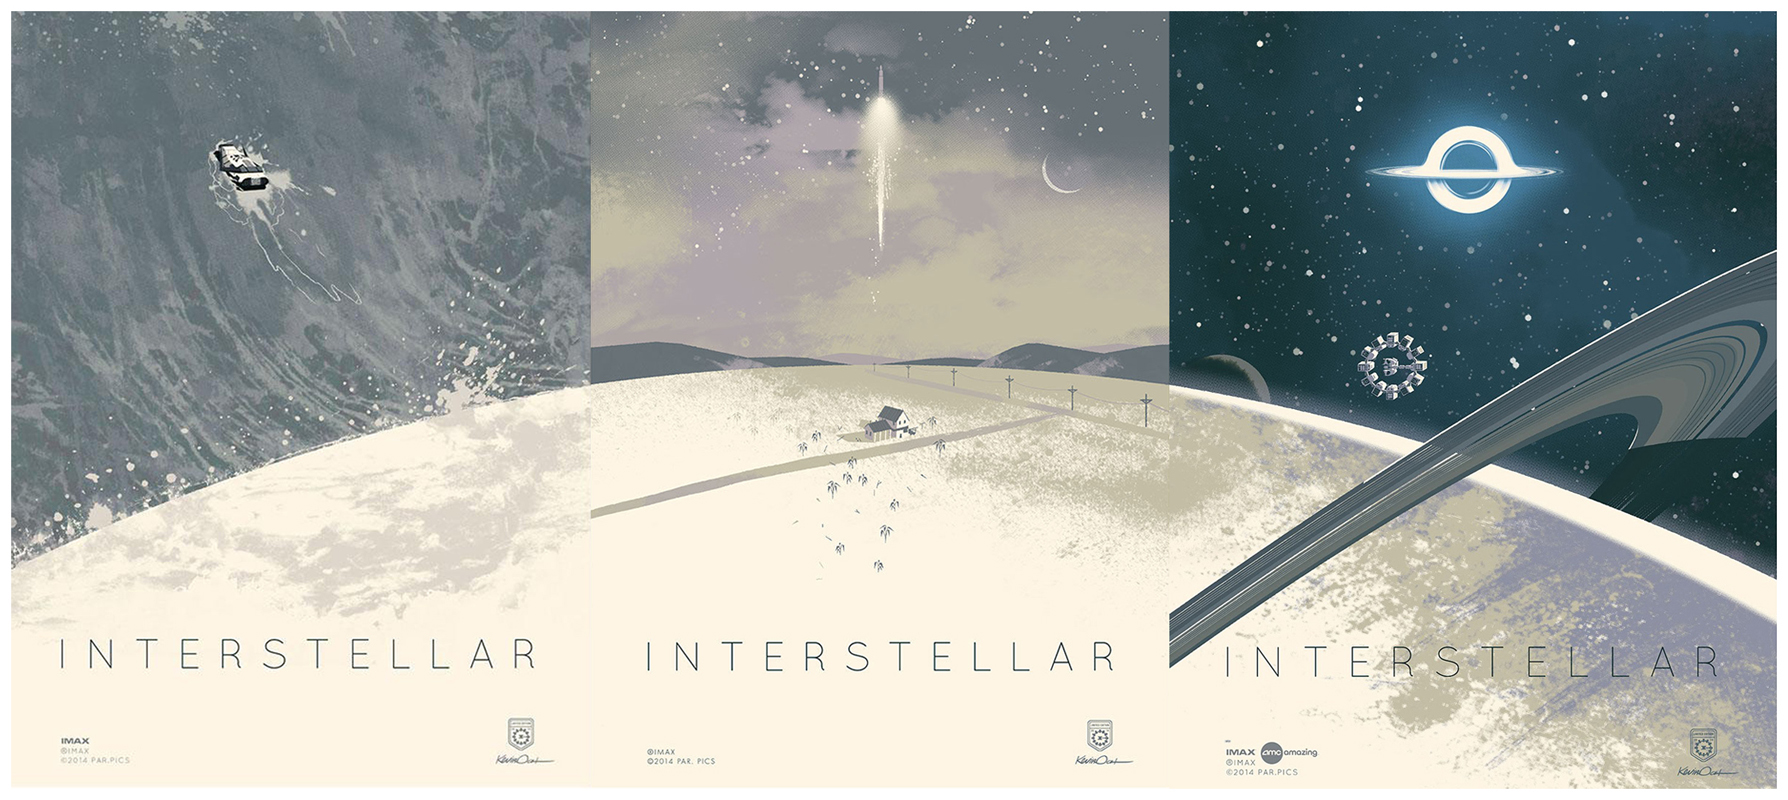 INTERSTELLAR
IMAX
®IMAX
©2014 PAR.PICS
INTERSTELLAR
®IMAX
©2014 PAR. PICS
INTERSTELLAR
IMAX amc amazing
®IMAX
©2014 PAR.PICS